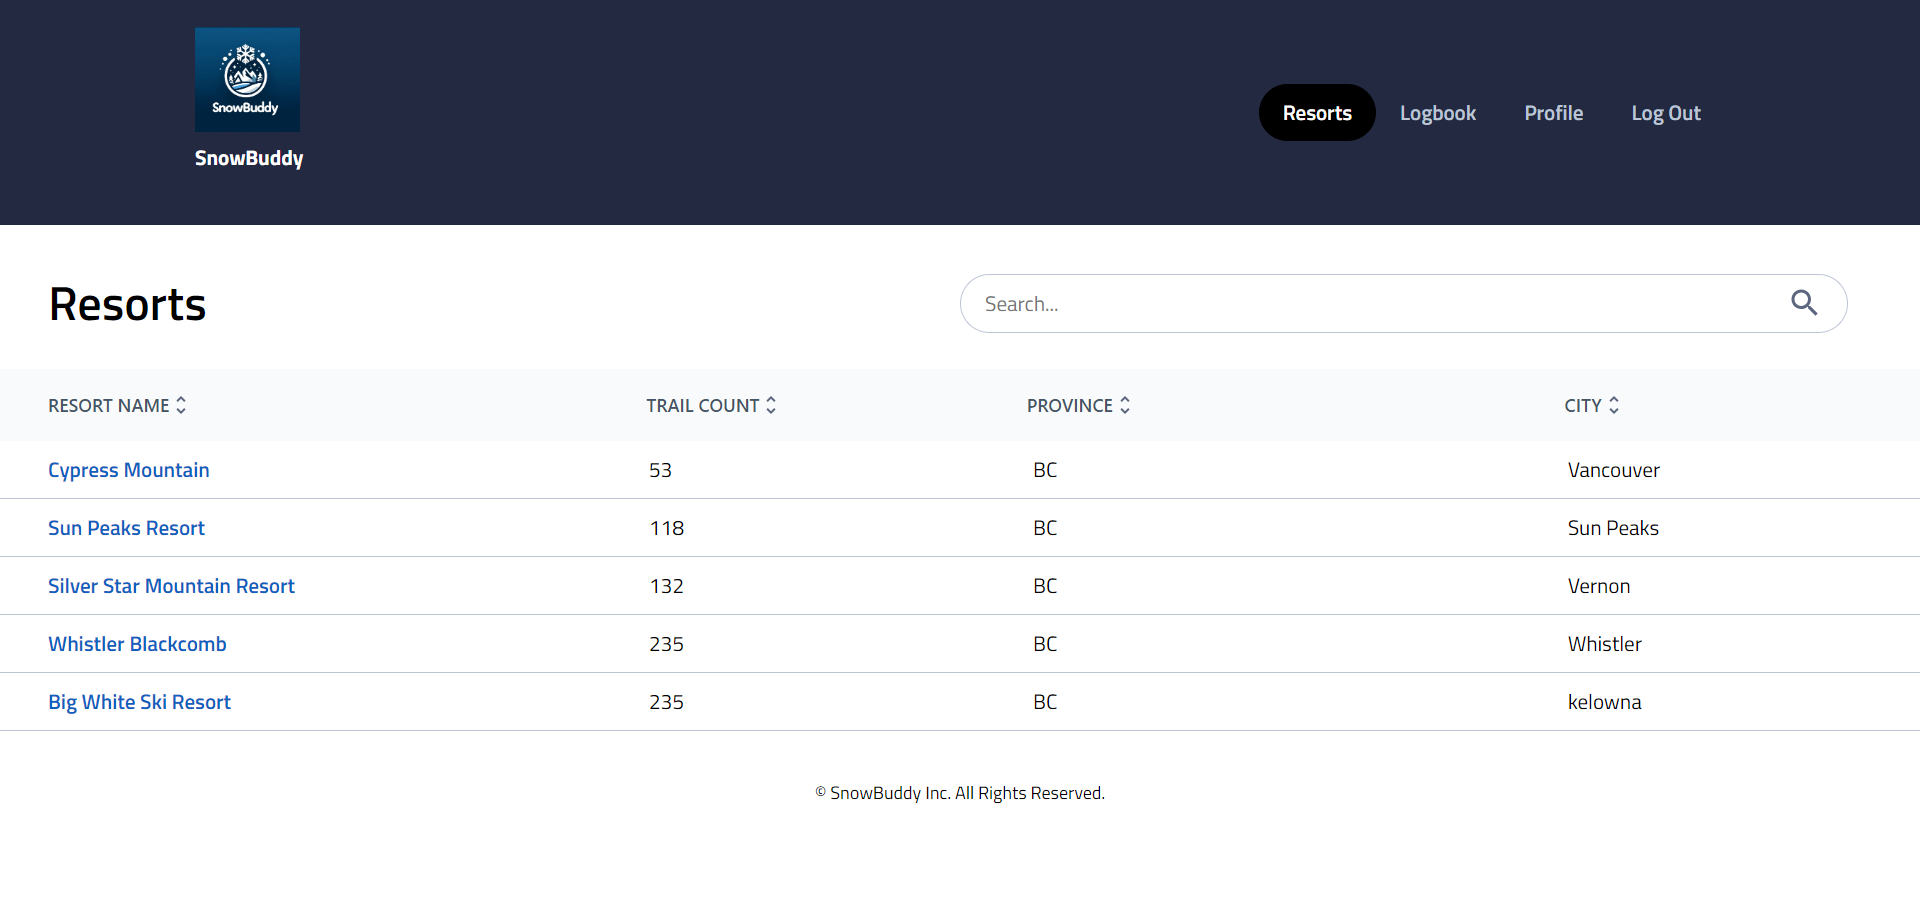 SnowBuddy
SnowBuddy
Resorts Logbook Profile Log Out
Resorts
Search...
RESORT NAME TRAIL COUNT PROVINCE CITY
Cypress Mountain 53 BC Vancouver
Sun Peaks Resort 118 BC Sun Peaks
Silver Star Mountain Resort 132 BC Vernon
Whistler Blackcomb 235 BC Whistler
Big White Ski Resort 235 BC kelowna
© SnowBuddy Inc. All Rights Reserved.